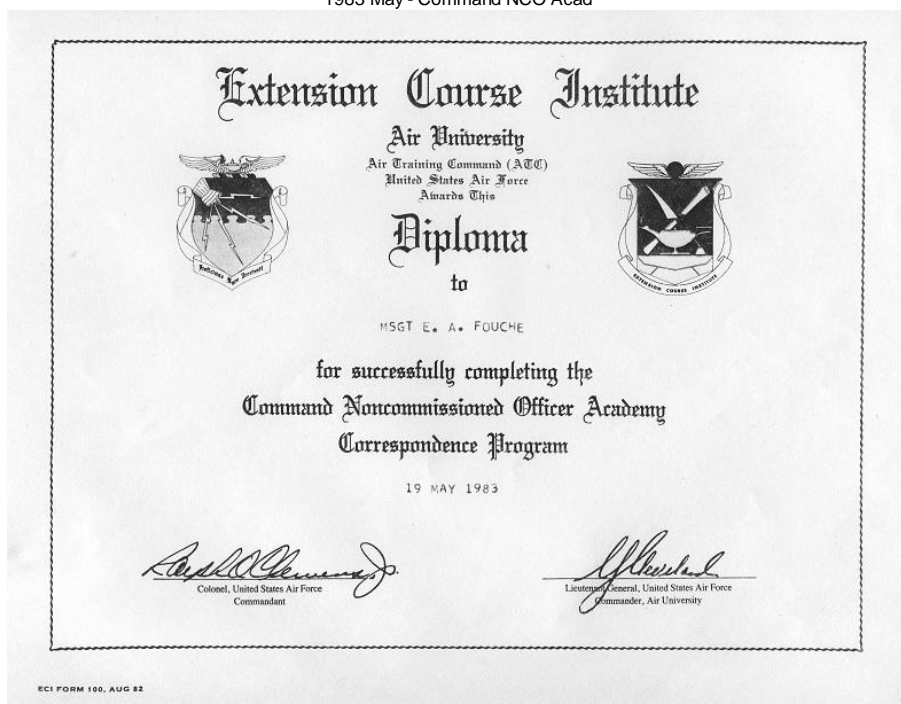 1983 May - Command NCO Acad
Extension Course Institute
Air University
Air Training Command (ATC)
United States Air Force
Awards This
Diploma
to
MSGT E. A. FOUCHE
for successfully completing the
Command Noncommissioned Officer Academy
Correspondence Program
19 MAY 1983
EXTENSION COURSE INSTITUTE
Colonel, United States Air Force
Commandant
Lieutenant General, United States Air Force
Commander, Air University
ECI FORM 100, AUG 82